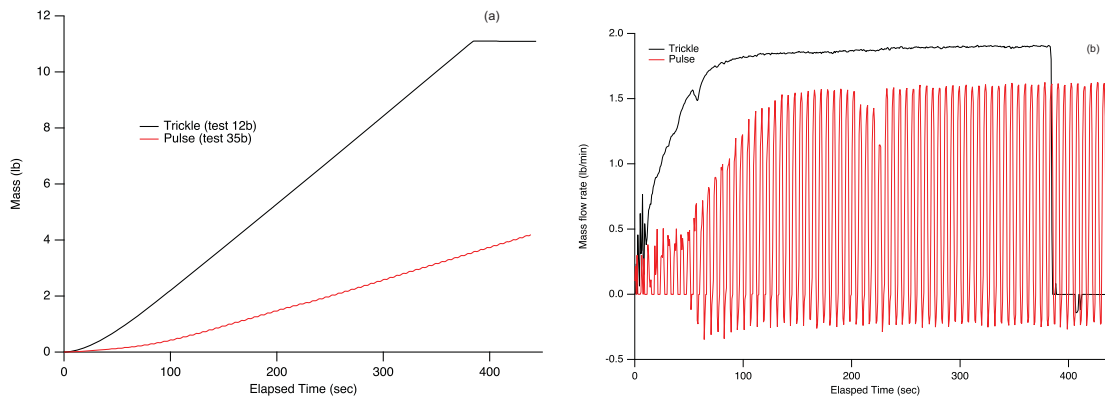 (a)
12
10
8
6
4
2
0
Mass (lb)
Trickle (test 12b)
Pulse (test 35b)
0 100 200 300 400
Elapsed Time (sec)
(b)
2.0
1.5
1.0
0.5
0.0
-0.5
Mass flow rate (lb/min)
Trickle
Pulse
0 100 200 300 400
Elasped Time (sec)